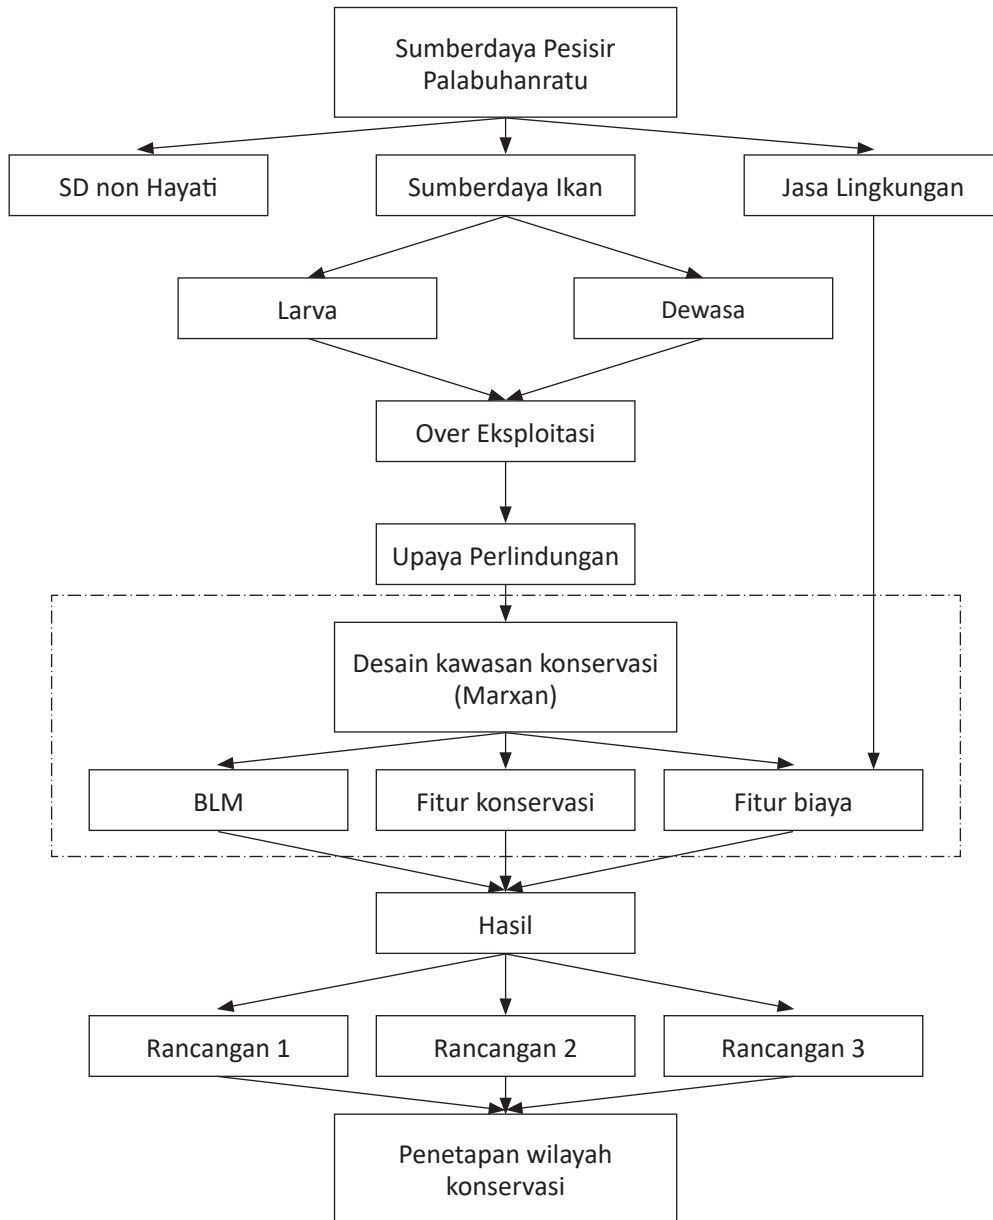 Sumberdaya Pesisir
Palabuhanratu
SD non Hayati
Sumberdaya Ikan
Jasa Lingkungan
Larva
Dewasa
Over Eksploitasi
Upaya Perlindungan
Desain kawasan konservasi
(Marxan)
BLM
Fitur konservasi
Fitur biaya
Hasil
Rancangan 1
Rancangan 2
Rancangan 3
Penetapan wilayah
konservasi